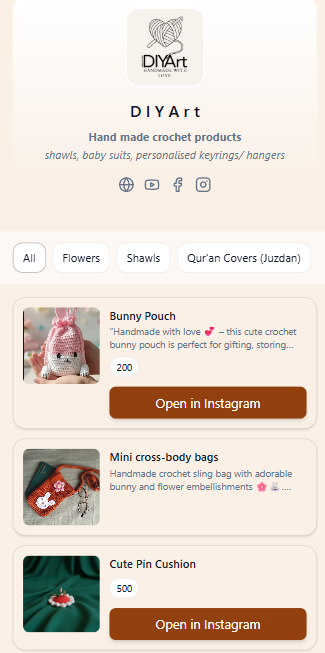 DIYArt
HANDMADE WITH
LOVE
DIYArt
Hand made crochet products
shawls, baby suits, personalised keyrings/ hangers
All
Flowers
Shawls
Qur'an Covers (Juzdan)
Bunny Pouch
"Handmade with love 💕 – this cute crochet
bunny pouch is perfect for gifting, storing...
200
Open in Instagram
Mini cross-body bags
Handmade crochet sling bag with adorable
bunny and flower embellishments 🌸 🐰 ....
Cute Pin Cushion
500
Open in Instagram